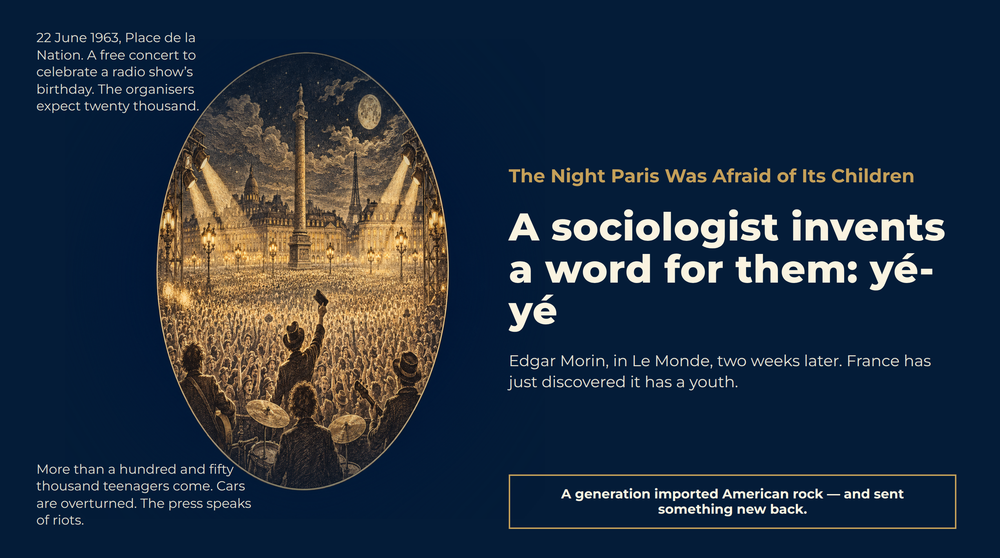 22 June 1963, Place de la
Nation. A free concert to
celebrate a radio show’s
birthday. The organisers
expect twenty thousand.
More than a hundred and fifty
thousand teenagers come. Cars
are overturned. The press speaks
of riots.
The Night Paris Was Afraid of Its Children
A sociologist invents
a word for them: yé-
yé
Edgar Morin, in Le Monde, two weeks later. France has
just discovered it has a youth.
A generation imported American rock — and sent
something new back.